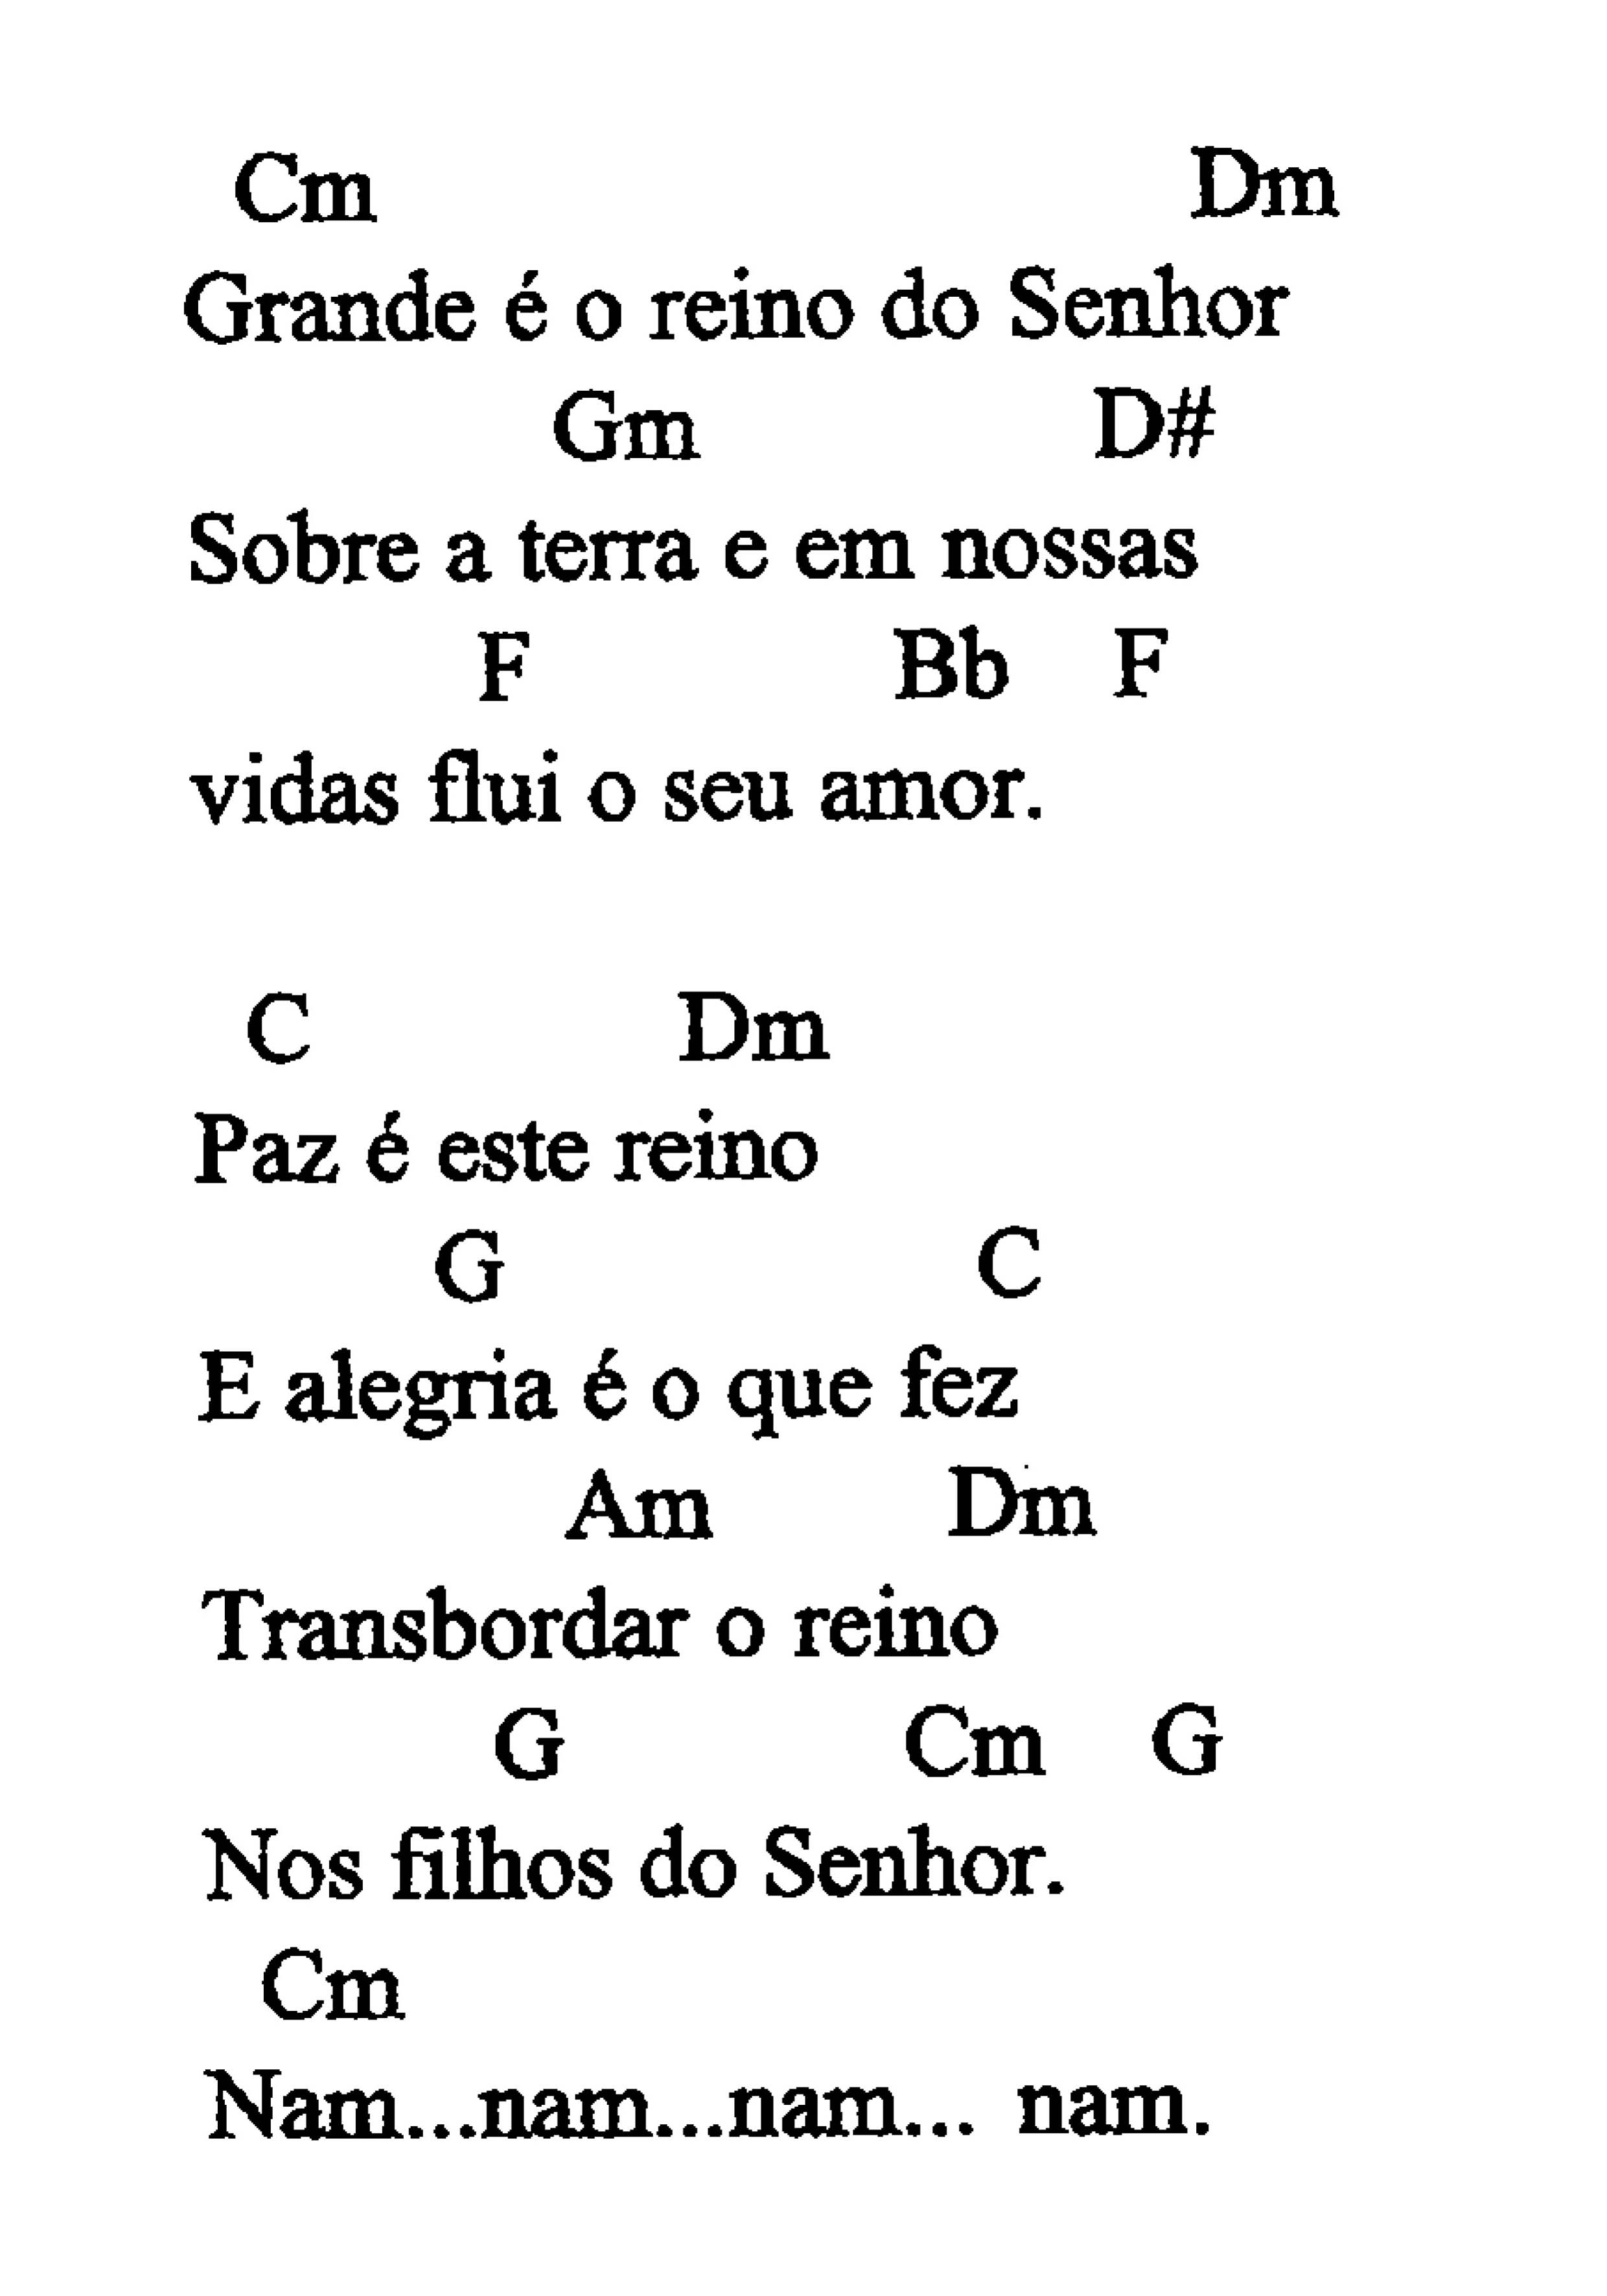 Cm Dm
Grande é o reino do Senhor
Gm D#
Sobre a terra e em nossas
F Bb F
vidas flui o seu amor.
C Dm
Paz é este reino
G C
E alegria é o que fez
Am Dm
Transbordar o reino
G Cm G
Nos filhos do Senhor.
Cm
Nam...nam...nam... nam.